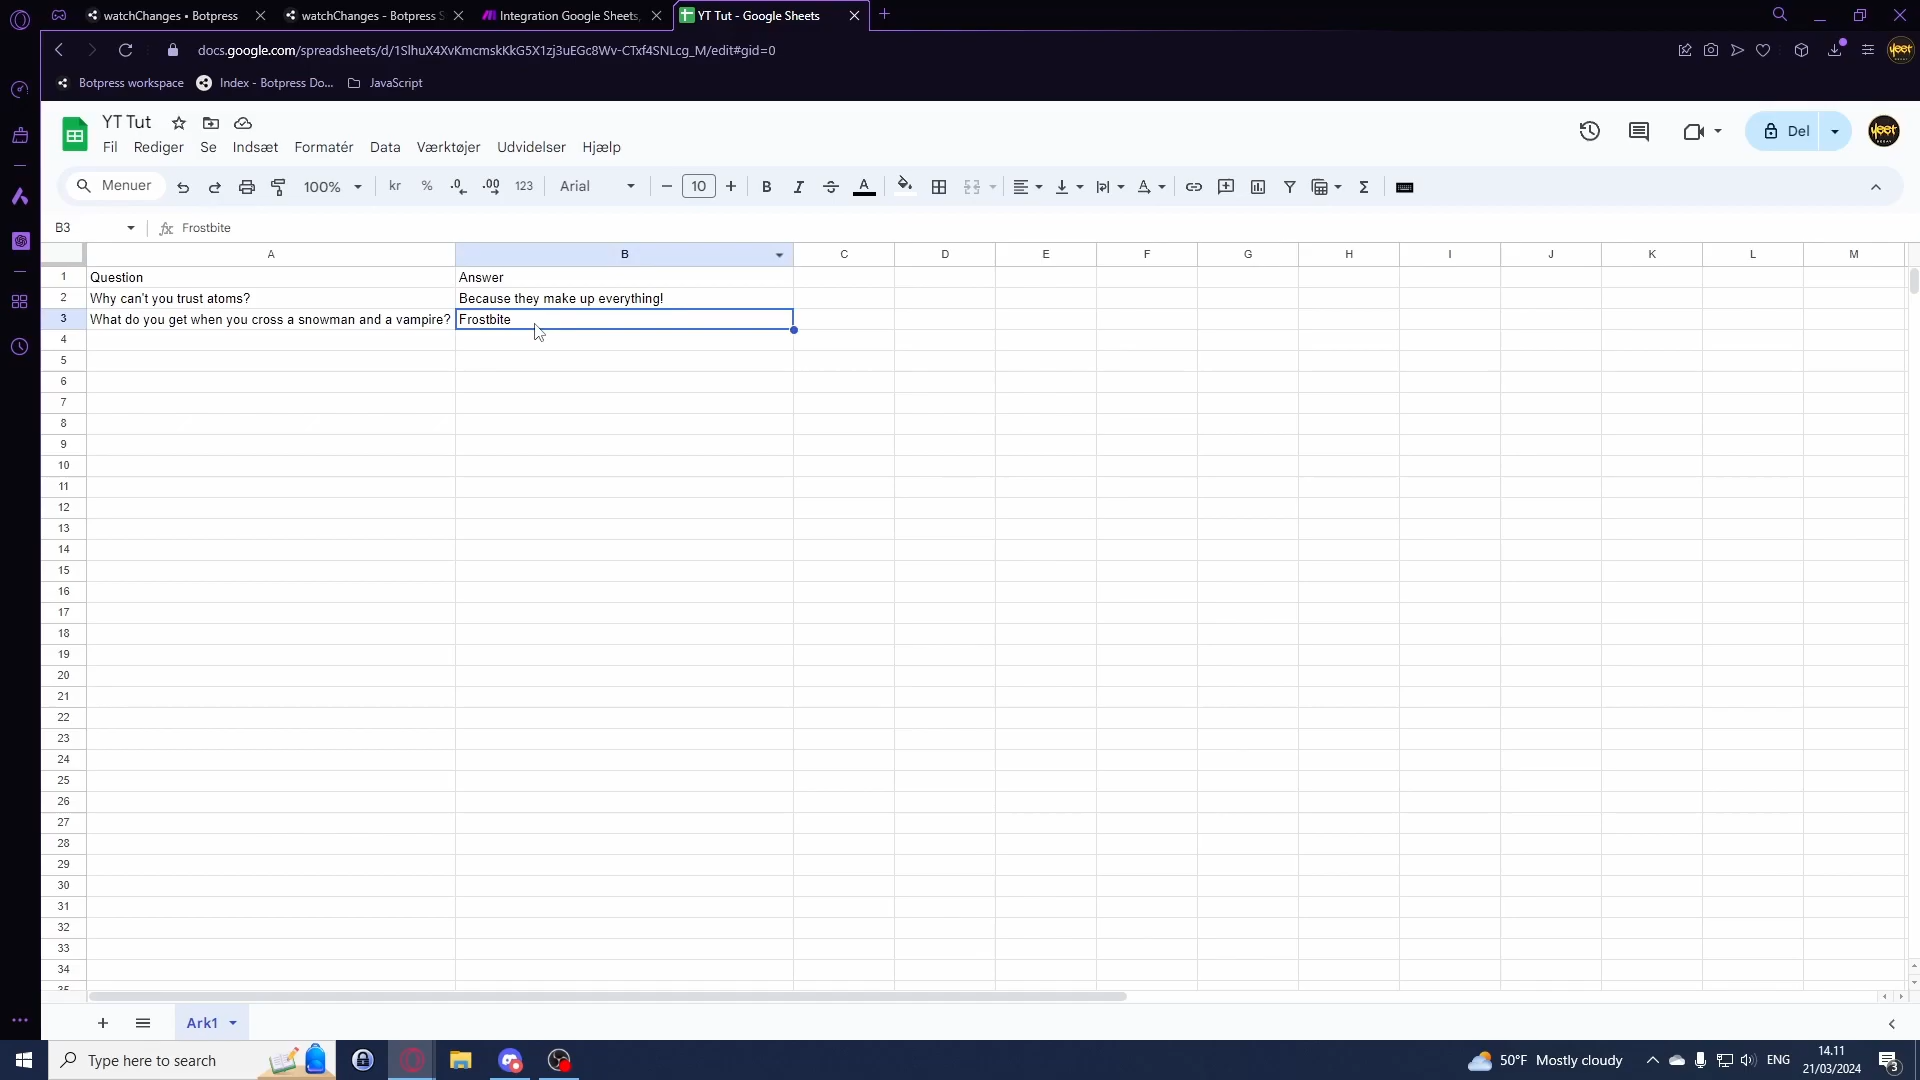 watchChanges • Botpress
watchChanges - Botpress S
Integration Google Sheets,
YT Tut - Google Sheets
docs.google.com/spreadsheets/d/1SlhuX4XvKmcmskKkG5X1zj3uEGc8Wv-CTxf4SNLcg_M/edit#gid=0
Botpress workspace
Index - Botpress Do...
JavaScript
YT Tut
Fil Rediger Se Indsæt Formatér Data Værktøjer Udvidelser Hjælp
Del
Menuer 100% kr % .0 .00 123 Arial 10 B I S A
B3 fx Frostbite
A B C D E F G H I J K L M
1 Question Answer
2 Why can't you trust atoms? Because they make up everything!
3 What do you get when you cross a snowman and a vampire? Frostbite
4
5
6
7
8
9
10
11
12
13
14
15
16
17
18
19
20
21
22
23
24
25
26
27
28
29
30
31
32
33
34
35
Ark1
Type here to search
50°F Mostly cloudy
ENG
14.11
21/03/2024
3